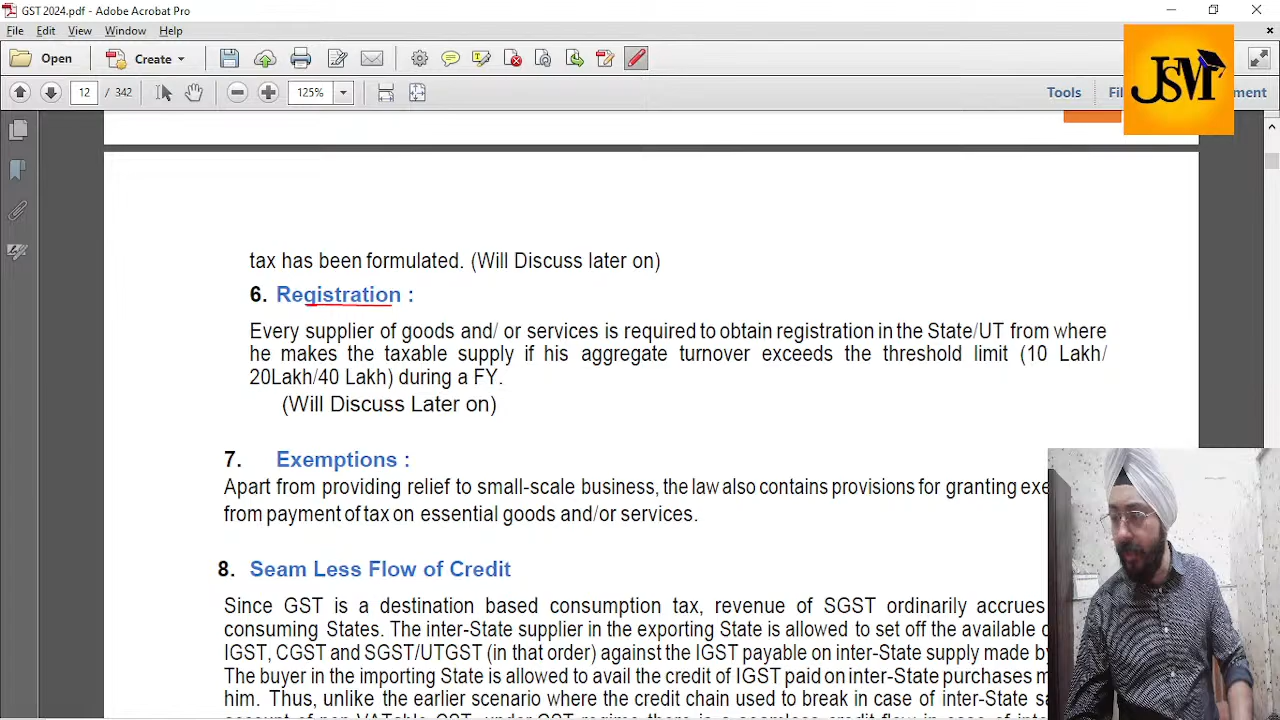 GST 2024.pdf - Adobe Acrobat Pro
File Edit View Window Help
Open Create
12 / 342 125% Tools
JSM
tax has been formulated. (Will Discuss later on)
6. Registration :
Every supplier of goods and/ or services is required to obtain registration in the State/UT from where
he makes the taxable supply if his aggregate turnover exceeds the threshold limit (10 Lakh/
20Lakh/40 Lakh) during a FY.
(Will Discuss Later on)
7. Exemptions :
Apart from providing relief to small-scale business, the law also contains provisions for granting
from payment of tax on essential goods and/or services.
8. Seam Less Flow of Credit
Since GST is a destination based consumption tax, revenue of SGST ordinarily accrues
consuming States. The inter-State supplier in the exporting State is allowed to set off the available
IGST, CGST and SGST/UTGST (in that order) against the IGST payable on inter-State supply made
The buyer in the importing State is allowed to avail the credit of IGST paid on inter-State purchases
him. Thus, unlike the earlier scenario where the credit chain used to break in case of inter-State